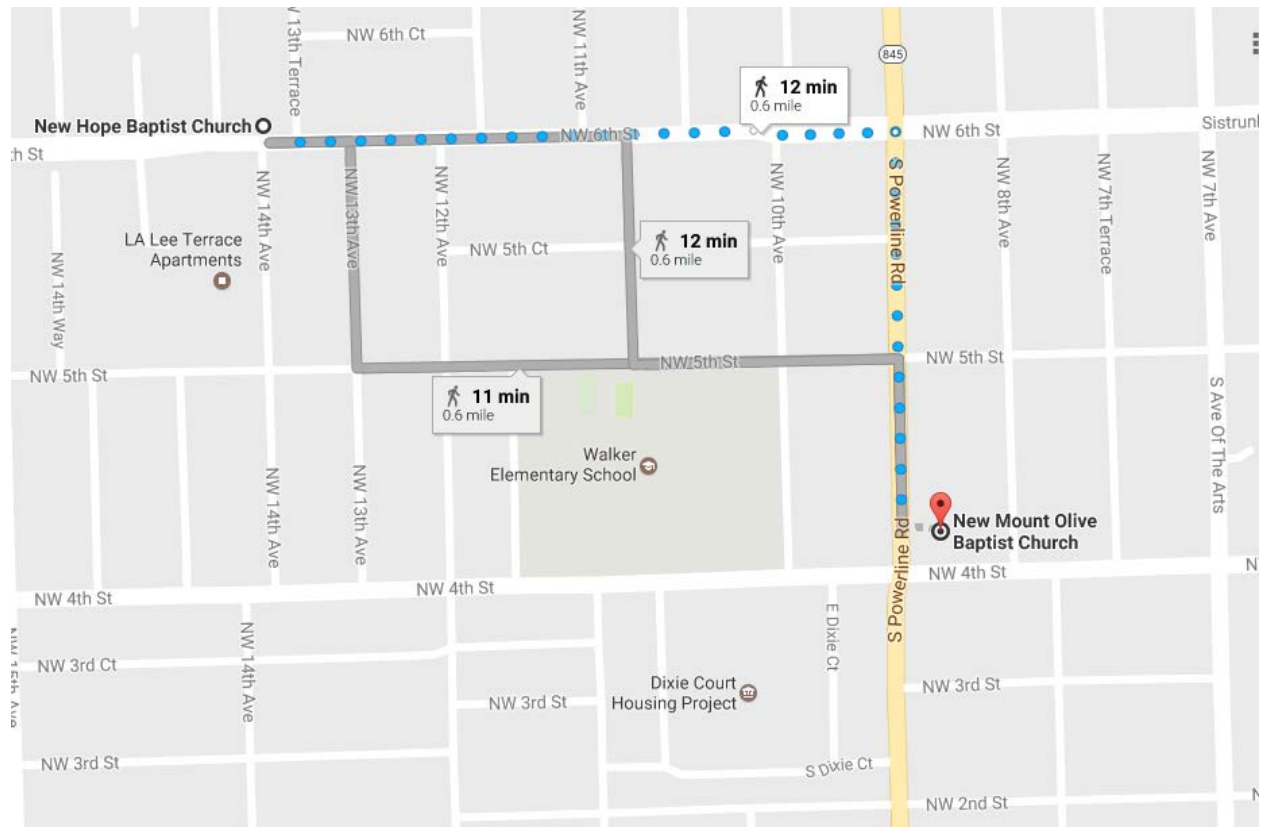 NW 13th Terrace
NW 6th Ct
NW 11th Ave
845
12 min
0.6 mile
New Hope Baptist Church
NW 6th St
NW 6th St
th St
NW 14th Ave
NW 13th Ave
NW 12th Ave
NW 10th Ave
S Powerline Rd
NW 8th Ave
NW 7th Terrace
NW 7th Ave
LA Lee Terrace
Apartments
NW 5th Ct
12 min
0.6 mile
NW 14th Way
NW 5th St
NW 5th St
NW 5th St
11 min
0.6 mile
S Ave Of The Arts
Walker
Elementary School
NW 14th Ave
NW 13th Ave
New Mount Olive
Baptist Church
S Powerline Rd
NW 4th St
NW 4th St
NW 4th St
E Dixie Ct
NW 15th Ave
NW 3rd Ct
NW 14th Ave
Dixie Court
Housing Project
NW 3rd St
NW 3rd St
NW 3rd St
S Dixie Ct
NW 2nd St